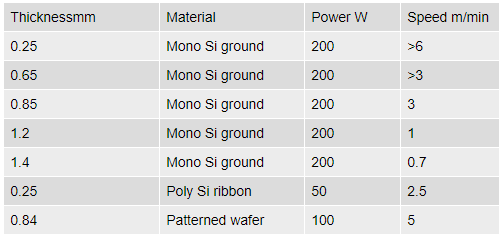 Thicknessmm Material Power W Speed m/min
0.25 Mono Si ground 200 >6
0.65 Mono Si ground 200 >3
0.85 Mono Si ground 200 3
1.2 Mono Si ground 200 1
1.4 Mono Si ground 200 0.7
0.25 Poly Si ribbon 50 2.5
0.84 Patterned wafer 100 5